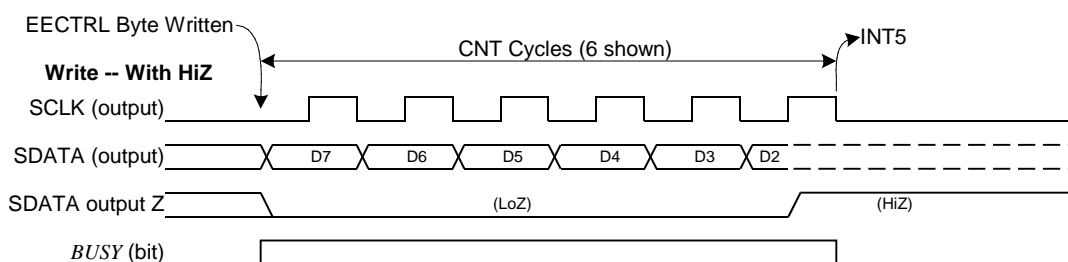 EECTRL Byte Written
CNT Cycles (6 shown)
INT5
Write -- With HiZ
SCLK (output)
SDATA (output)
D7
D6
D5
D4
D3
D2
SDATA output Z
(LoZ)
(HiZ)
BUSY (bit)